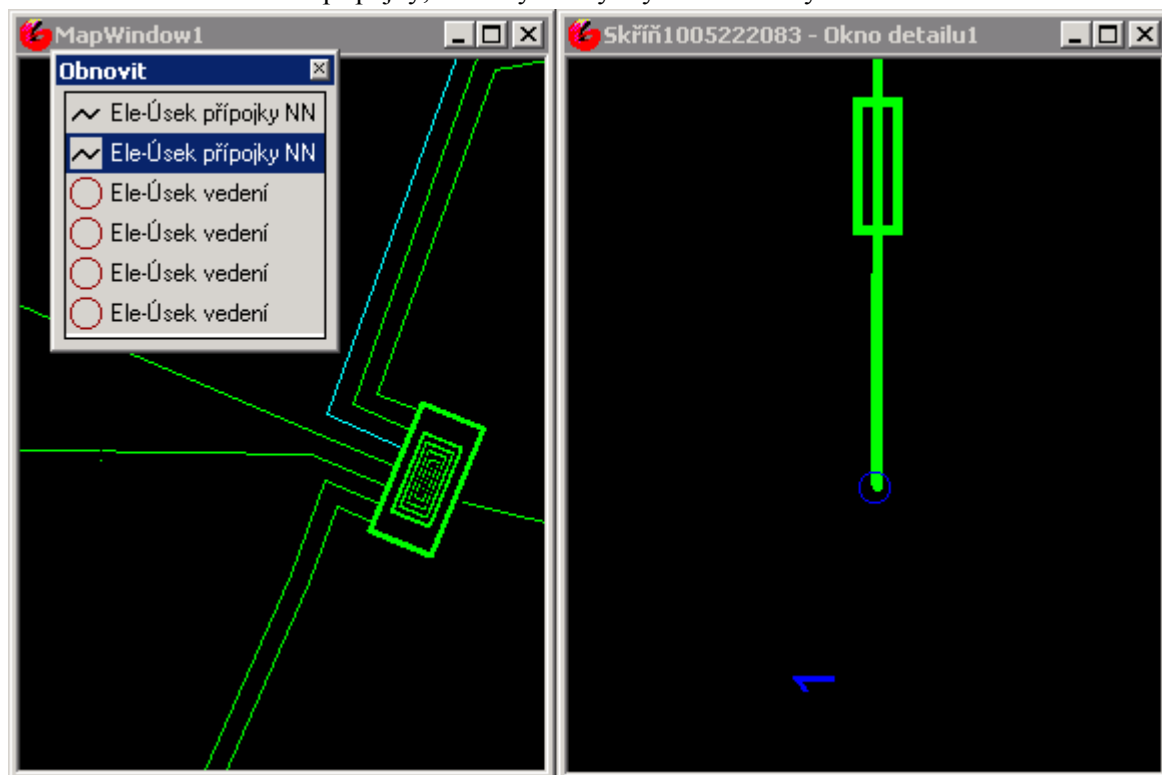 MapWindow1
Skříň1005222083 - Okno detailu1
Obnovit
Ele-Úsek přípojky NN
Ele-Úsek přípojky NN
Ele-Úsek vedení
Ele-Úsek vedení
Ele-Úsek vedení
Ele-Úsek vedení
1